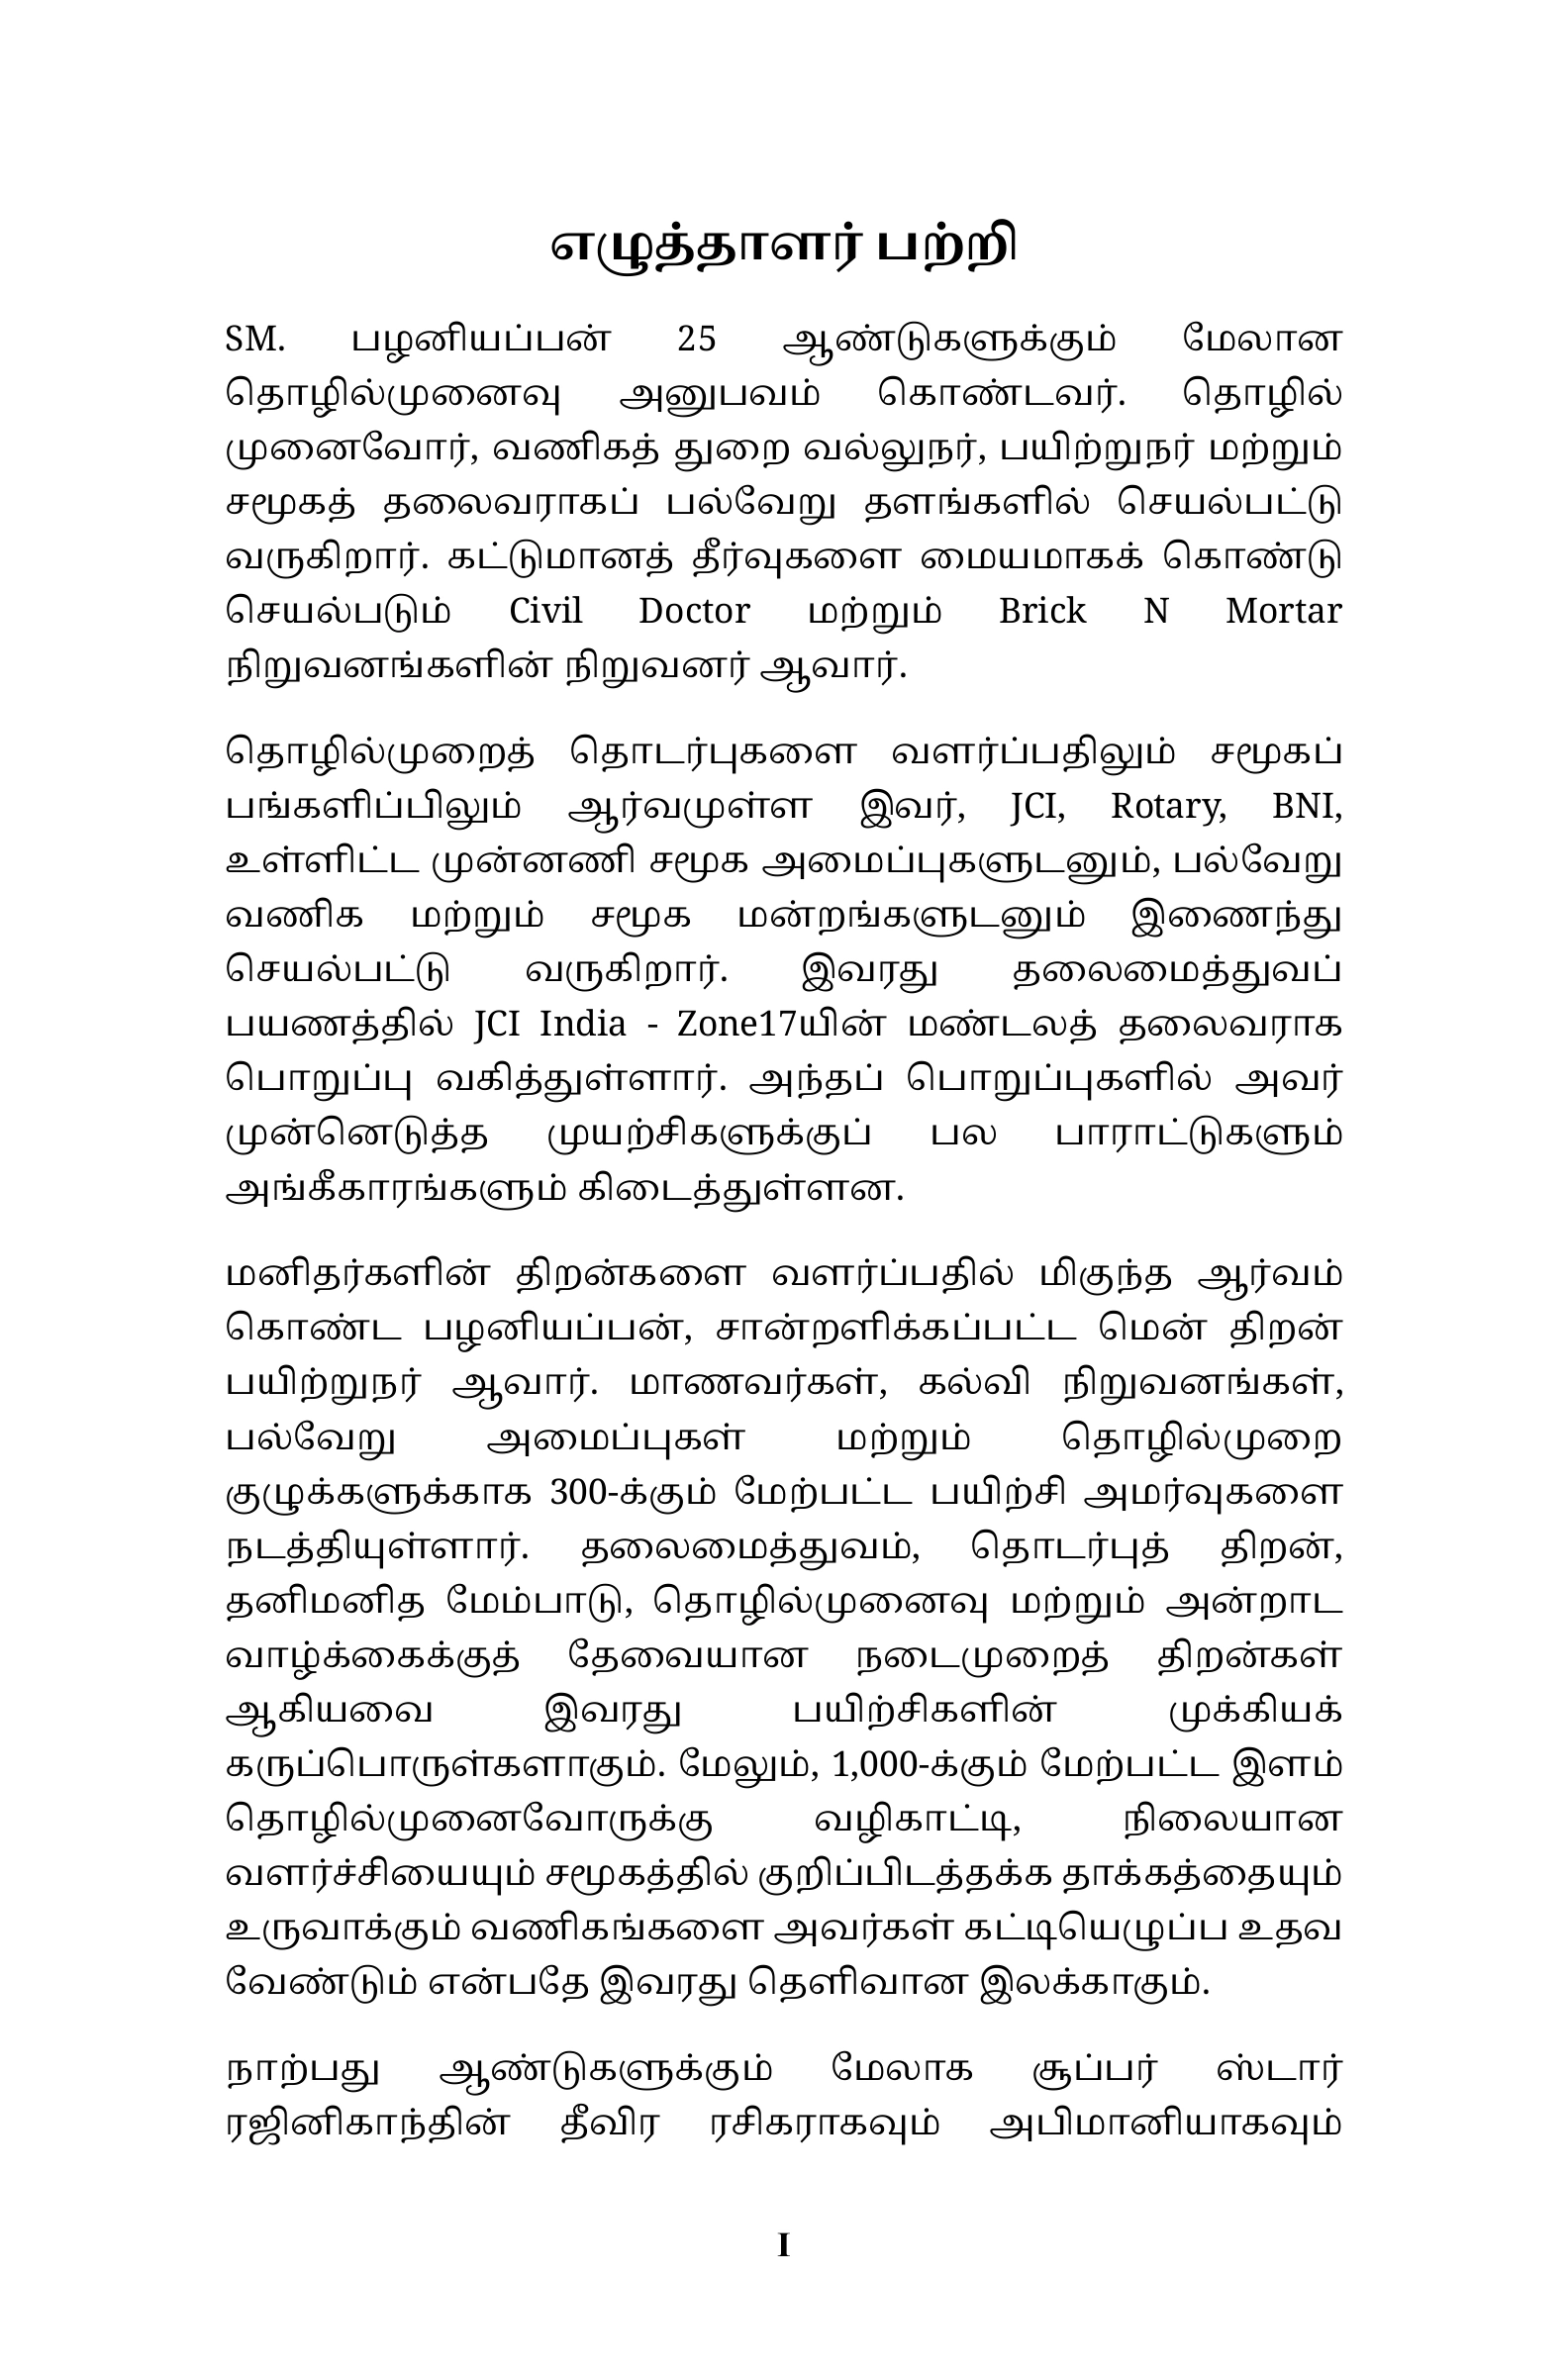 எழுத்தாளர் பற்றி
SM. பழனியப்பன் 25 ஆண்டுகளுக்கும் மேலான
தொழில்முனைவு அனுபவம் கொண்டவர். தொழில்
முனைவோர், வணிகத் துறை வல்லுநர், பயிற்றுநர் மற்றும்
சமூகத் தலைவராகப் பல்வேறு தளங்களில் செயல்பட்டு
வருகிறார். கட்டுமானத் தீர்வுகளை மையமாகக் கொண்டு
செயல்படும் Civil Doctor மற்றும் Brick N Mortar
நிறுவனங்களின் நிறுவனர் ஆவார்.
தொழில்முறைத் தொடர்புகளை வளர்ப்பதிலும் சமூகப்
பங்களிப்பிலும் ஆர்வமுள்ள இவர், JCI, Rotary, BNI,
உள்ளிட்ட முன்னணி சமூக அமைப்புகளுடனும், பல்வேறு
வணிக மற்றும் சமூக மன்றங்களுடனும் இணைந்து
செயல்பட்டு வருகிறார். இவரது தலைமைத்துவப்
பயணத்தில் JCI India - Zone17யின் மண்டலத் தலைவராக
பொறுப்பு வகித்துள்ளார். அந்தப் பொறுப்புகளில் அவர்
முன்னெடுத்த முயற்சிகளுக்குப் பல பாராட்டுகளும்
அங்கீகாரங்களும் கிடைத்துள்ளன.
மனிதர்களின் திறன்களை வளர்ப்பதில் மிகுந்த ஆர்வம்
கொண்ட பழனியப்பன், சான்றளிக்கப்பட்ட மென் திறன்
பயிற்றுநர் ஆவார். மாணவர்கள், கல்வி நிறுவனங்கள்,
பல்வேறு அமைப்புகள் மற்றும் தொழில்முறை
குழுக்களுக்காக 300-க்கும் மேற்பட்ட பயிற்சி அமர்வுகளை
நடத்தியுள்ளார். தலைமைத்துவம், தொடர்புத் திறன்,
தனிமனித மேம்பாடு, தொழில்முனைவு மற்றும் அன்றாட
வாழ்க்கைக்குத் தேவையான நடைமுறைத் திறன்கள்
ஆகியவை இவரது பயிற்சிகளின் முக்கியக்
கருப்பொருள்களாகும். மேலும், 1,000-க்கும் மேற்பட்ட இளம்
தொழில்முனைவோருக்கு வழிகாட்டி, நிலையான
வளர்ச்சியையும் சமூகத்தில் குறிப்பிடத்தக்க தாக்கத்தையும்
உருவாக்கும் வணிகங்களை அவர்கள் கட்டியெழுப்ப உதவ
வேண்டும் என்பதே இவரது தெளிவான இலக்காகும்.
நாற்பது ஆண்டுகளுக்கும் மேலாக சூப்பர் ஸ்டார்
ரஜினிகாந்தின் தீவிர ரசிகராகவும் அபிமானியாகவும்
I